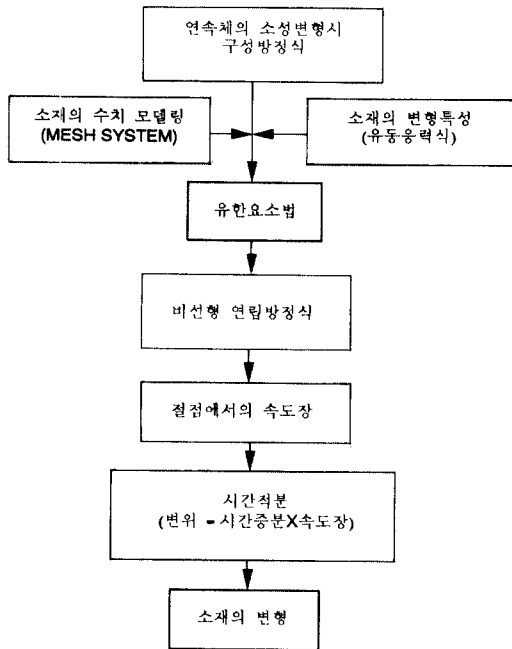 연속체의 소성변형시
구성방정식
소재의 수치 모델링
(MESH SYSTEM)
소재의 변형특성
(유동응력식)
유한요소법
비선형 연립방정식
절점에서의 속도장
시간적분
(변위 = 시간증분X속도장)
소재의 변형